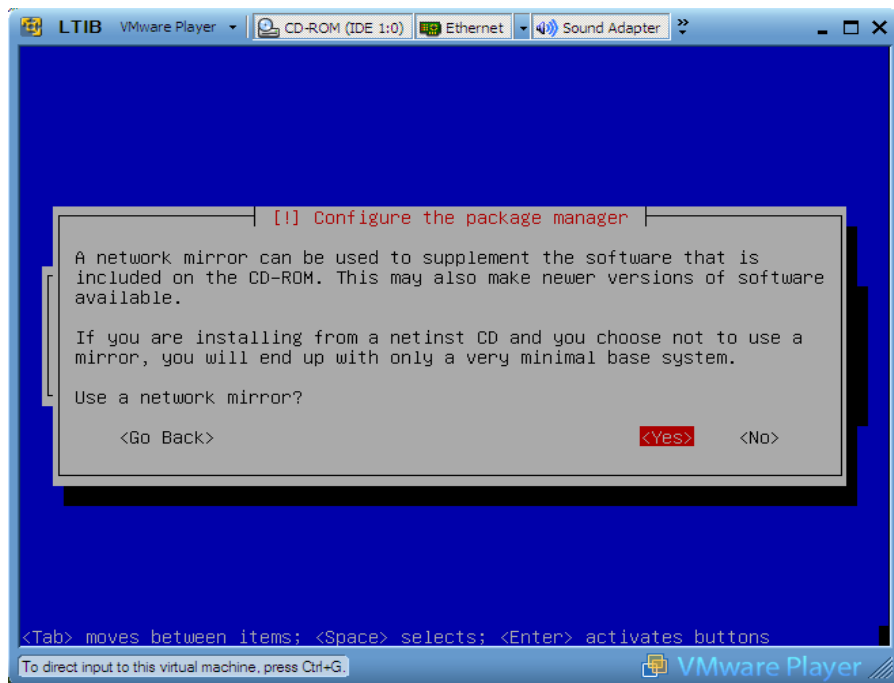 LTIB VMware Player CD-ROM (IDE 1:0) Ethernet Sound Adapter
[!] Configure the package manager
A network mirror can be used to supplement the software that is
included on the CD-ROM. This may also make newer versions of software
available.
If you are installing from a netinst CD and you choose not to use a
mirror, you will end up with only a very minimal base system.
Use a network mirror?
<Go Back> <Yes> <No>
<Tab> moves between items; <Space> selects; <Enter> activates buttons
To direct input to this virtual machine, press Ctrl+G. VMware Player